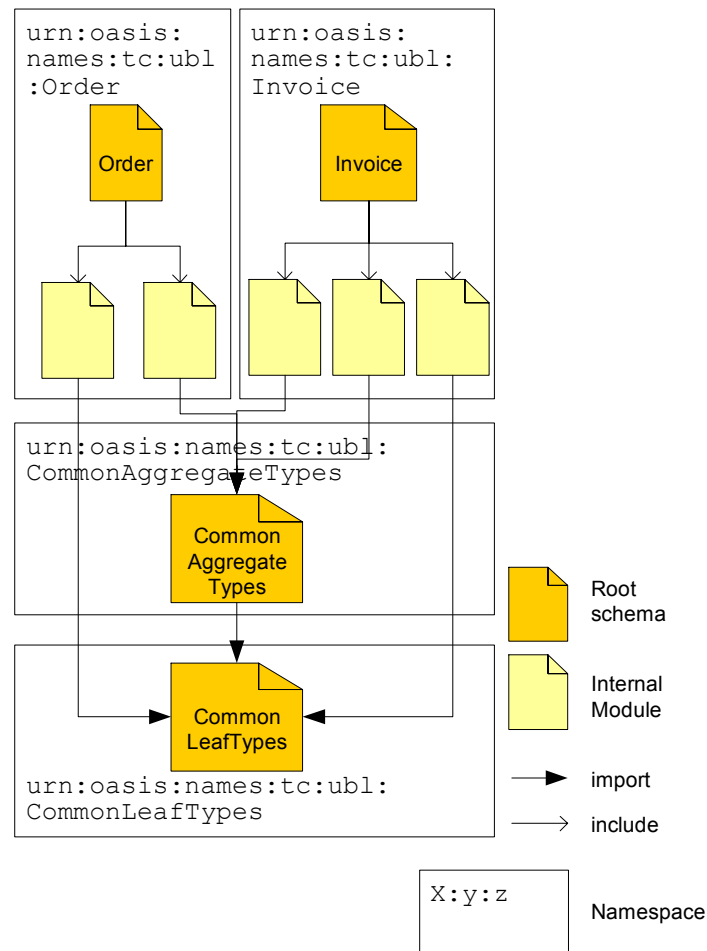 urn:oasis:
names:tc:ubl
:Order
urn:oasis:
names:tc:ubl:
Invoice
Order
Invoice
urn:oasis:names:tc:ubl:
CommonAggregateTypes
Common
Aggregate
Types
Common
LeafTypes
urn:oasis:names:tc:ubl:
CommonLeafTypes
Root
schema
Internal
Module
import
include
X:y:z
Namespace